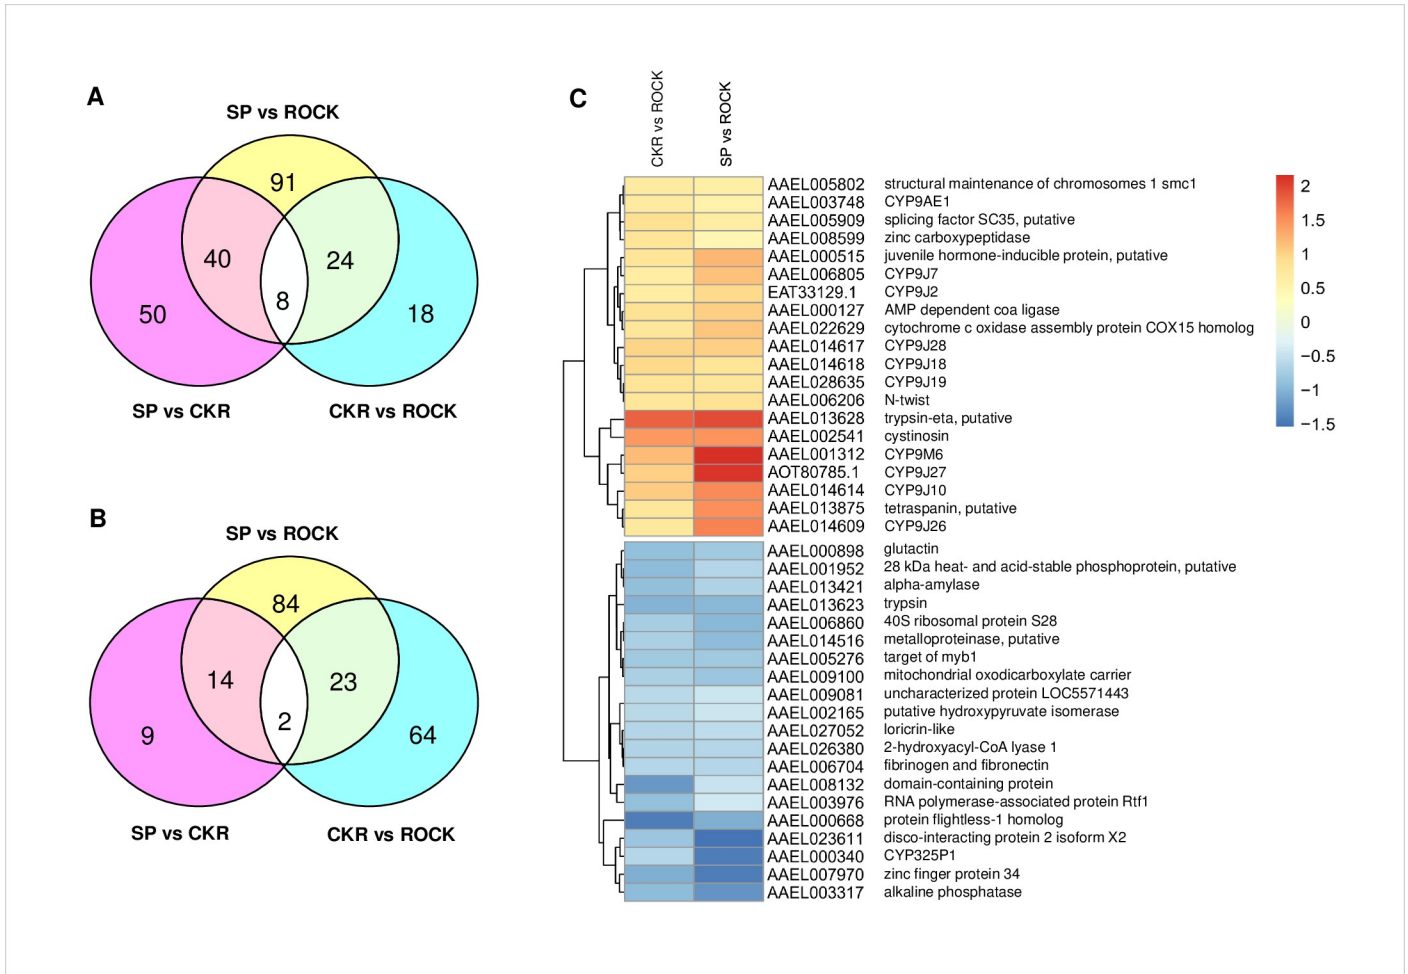 A
SP vs ROCK
91
40
24
8
50
18
SP vs CKR
CKR vs ROCK
B
SP vs ROCK
84
14
23
2
9
64
SP vs CKR
CKR vs ROCK
C
CKR vs ROCK
SP vs ROCK
AAEL005802 structural maintenance of chromosomes 1 smc1
AAEL003748 CYP9AE1
AAEL005909 splicing factor SC35, putative
AAEL008599 zinc carboxypeptidase
AAEL000515 juvenile hormone-inducible protein, putative
AAEL006805 CYP9J7
EAT33129.1 CYP9J2
AAEL000127 AMP dependent coa ligase
AAEL022629 cytochrome c oxidase assembly protein COX15 homolog
AAEL014617 CYP9J28
AAEL014618 CYP9J18
AAEL028635 CYP9J19
AAEL006206 N-twist
AAEL013628 trypsin-eta, putative
AAEL002541 cystinosin
AAEL001312 CYP9M6
AOT80785.1 CYP9J27
AAEL014614 CYP9J10
AAEL013875 tetraspanin, putative
AAEL014609 CYP9J26
AAEL000898 glutactin
AAEL001952 28 kDa heat- and acid-stable phosphoprotein, putative
AAEL013421 alpha-amylase
AAEL013623 trypsin
AAEL006860 40S ribosomal protein S28
AAEL014516 metalloproteinase, putative
AAEL005276 target of myb1
AAEL009100 mitochondrial oxodicarboxylate carrier
AAEL009081 uncharacterized protein LOC5571443
AAEL002165 putative hydroxypyruvate isomerase
AAEL027052 loricrin-like
AAEL026380 2-hydroxyacyl-CoA lyase 1
AAEL006704 fibrinogen and fibronectin
AAEL008132 domain-containing protein
AAEL003976 RNA polymerase-associated protein Rtf1
AAEL000668 protein flightless-1 homolog
AAEL023611 disco-interacting protein 2 isoform X2
AAEL000340 CYP325P1
AAEL007970 zinc finger protein 34
AAEL003317 alkaline phosphatase
2
1.5
1
0.5
0
−0.5
−1
−1.5